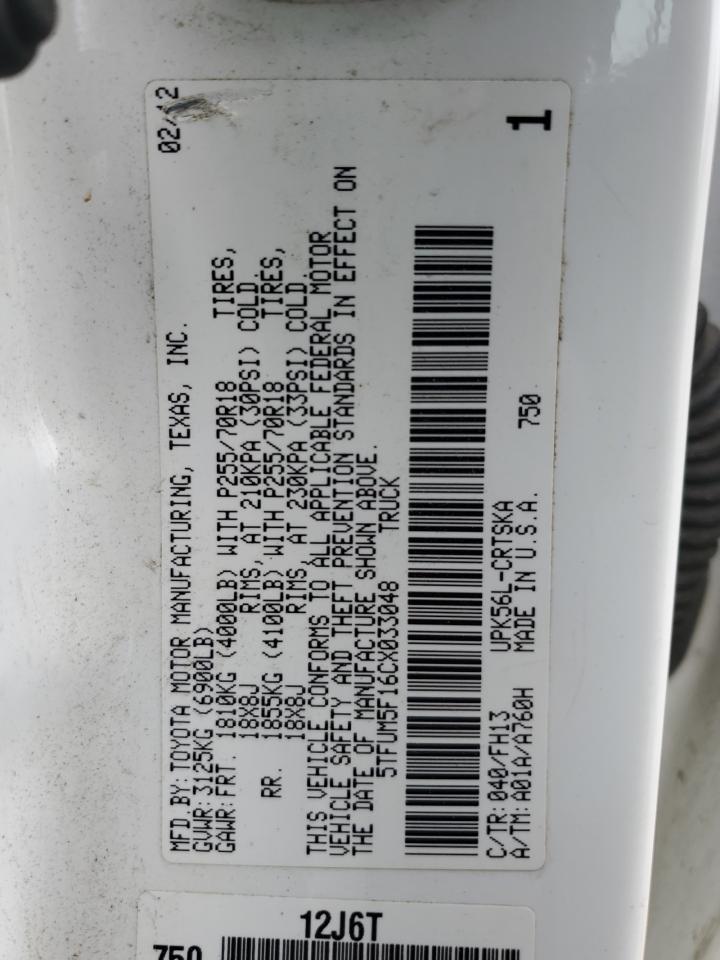 MFD.BY:TOYOTA MOTOR MANUFACTURING, TEXAS, INC. 02/12
GVWR:3125KG (6900LB)
GAWR:FRT. 1810KG (4000LB) WITH P255/70R18 TIRES,
18X8J RIMS, AT 210KPA (30PSI) COLD.
RR. 1855KG (4100LB) WITH P255/70R18 TIRES,
18X8J RIMS, AT 230KPA (33PSI) COLD.
THIS VEHICLE CONFORMS TO ALL APPLICABLE FEDERAL MOTOR
VEHICLE SAFETY AND THEFT PREVENTION STANDARDS IN EFFECT ON
THE DATE OF MANUFACTURE SHOWN ABOVE.
5TFUM5F16CX033048 TRUCK
C/TR:040/FH13 UPK56L-CRTSKA 750
A/TM:A01A/A760H MADE IN U.S.A.
1
12J6T
750